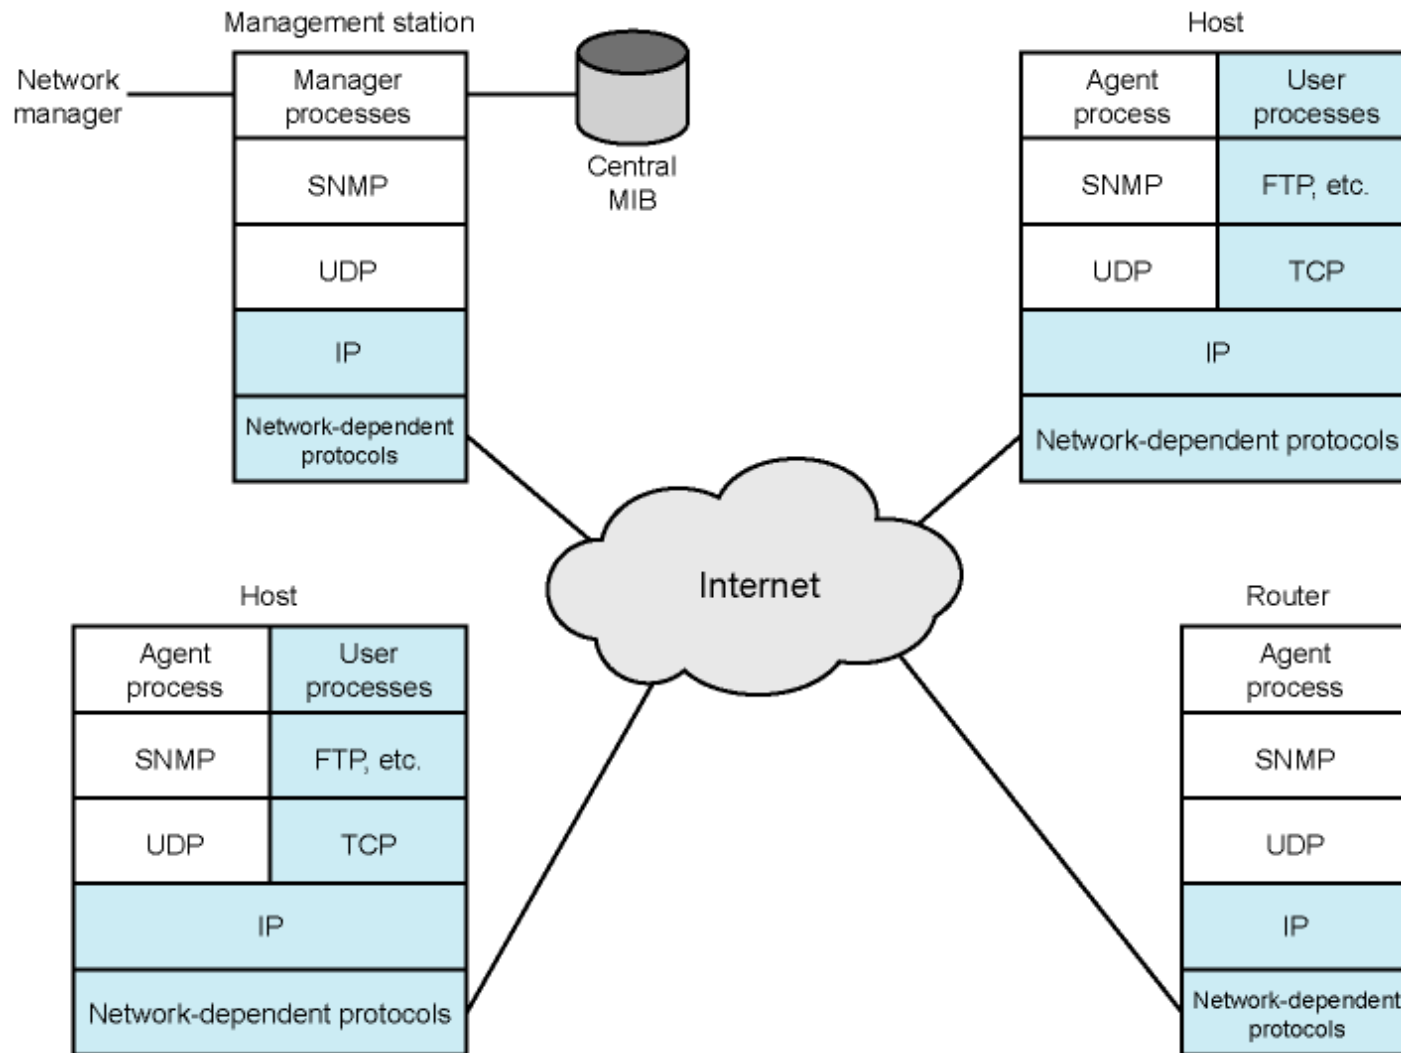 Management station
Network
manager
Manager
processes
SNMP
UDP
IP
Network-dependent
protocols
Central
MIB
Host
Agent
process
User
processes
SNMP
FTP, etc.
UDP
TCP
IP
Network-dependent protocols
Internet
Host
Agent
process
User
processes
SNMP
FTP, etc.
UDP
TCP
IP
Network-dependent protocols
Router
Agent
process
SNMP
UDP
IP
Network-dependent
protocols